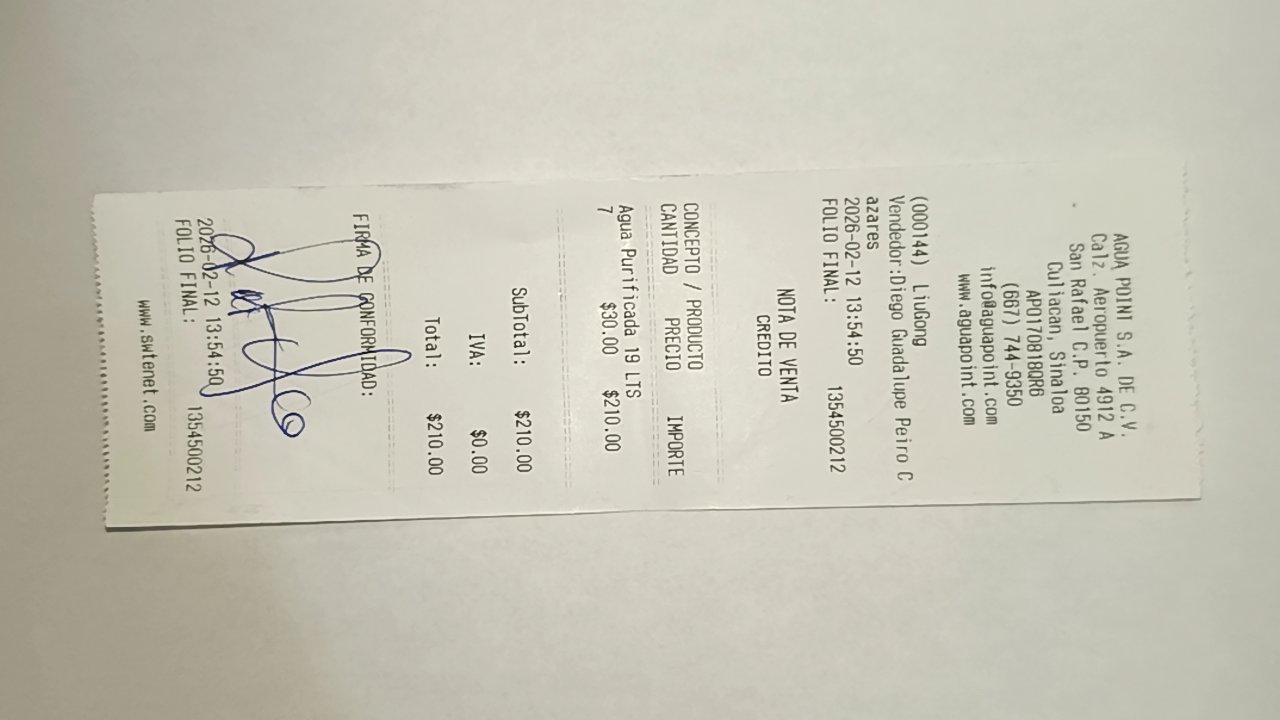 AGUA POINT S.A. DE C.V.
Calz. Aeropuerto 4912 A
San Rafael C.P. 80150
Culiacan, Sinaloa
APO170818QR6
(667) 744-9350
info@aguapoint.com
www.aguapoint.com
(000144) LiuGong
Vendedor:Diego Guadalupe Peiro C
azares
2026-02-12 13:54:50
FOLIO FINAL: 1354500212
NOTA DE VENTA
CREDITO
CONCEPTO / PRODUCTO
CANTIDAD PRECIO IMPORTE
Agua Purificada 19 LTS
7 $30.00 $210.00
SubTotal: $210.00
IVA: $0.00
Total: $210.00
FIRMA DE CONFORMIDAD:
2026-02-12 13:54:50
FOLIO FINAL: 1354500212
www.swtenet.com